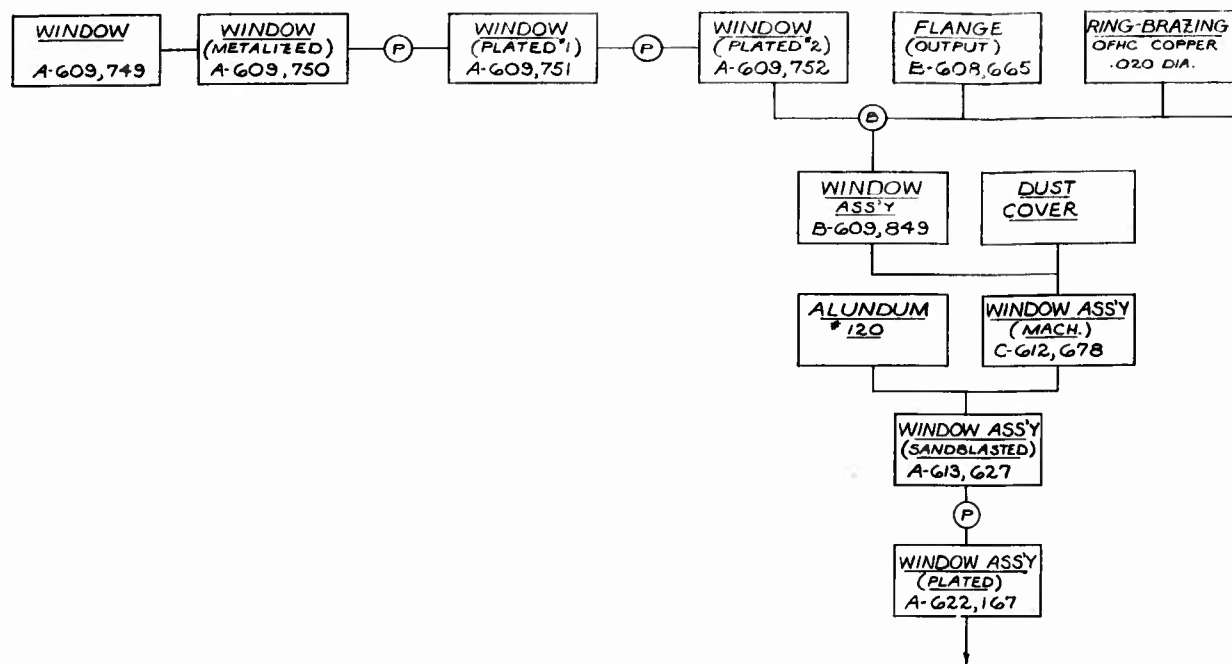 WINDOW
A-609,749
WINDOW
(METALIZED)
A-609,750
P
WINDOW
(PLATED #1)
A-609,751
P
WINDOW
(PLATED #2)
A-609,752
FLANGE
(OUTPUT)
E-608,665
RING-BRAZING
OFHC COPPER
.020 DIA.
B
WINDOW
ASS'Y
B-609,849
DUST
COVER
ALUNDUM
# 120
WINDOW ASS'Y
(MACH.)
C-612,678
WINDOW ASS'Y
(SANDBLASTED)
A-613,627
P
WINDOW ASS'Y
(PLATED)
A-622,167